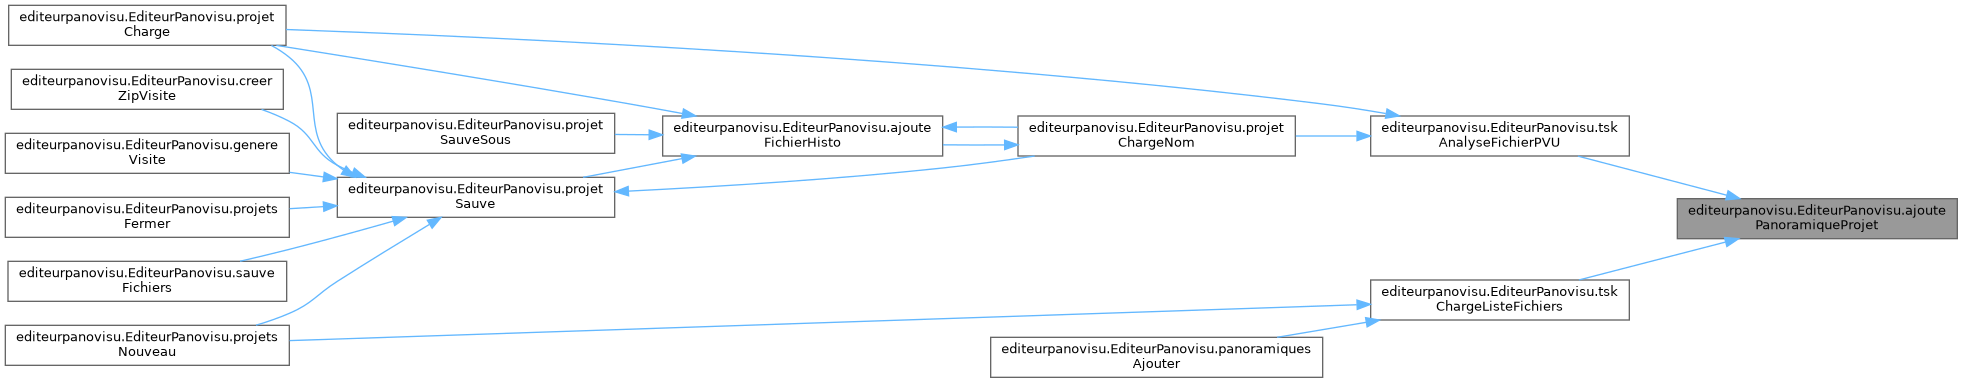 editeurpanovisu.EditeurPanovisu.projet
Charge
editeurpanovisu.EditeurPanovisu.creer
ZipVisite
editeurpanovisu.EditeurPanovisu.genere
Visite
editeurpanovisu.EditeurPanovisu.projets
Fermer
editeurpanovisu.EditeurPanovisu.sauve
Fichiers
editeurpanovisu.EditeurPanovisu.projets
Nouveau
editeurpanovisu.EditeurPanovisu.projet
SauveSous
editeurpanovisu.EditeurPanovisu.projet
Sauve
editeurpanovisu.EditeurPanovisu.ajoute
FichierHisto
editeurpanovisu.EditeurPanovisu.projet
ChargeNom
editeurpanovisu.EditeurPanovisu.panoramiques
Ajouter
editeurpanovisu.EditeurPanovisu.tsk
AnalyseFichierPVU
editeurpanovisu.EditeurPanovisu.tsk
ChargeListeFichiers
editeurpanovisu.EditeurPanovisu.ajoute
PanoramiqueProjet